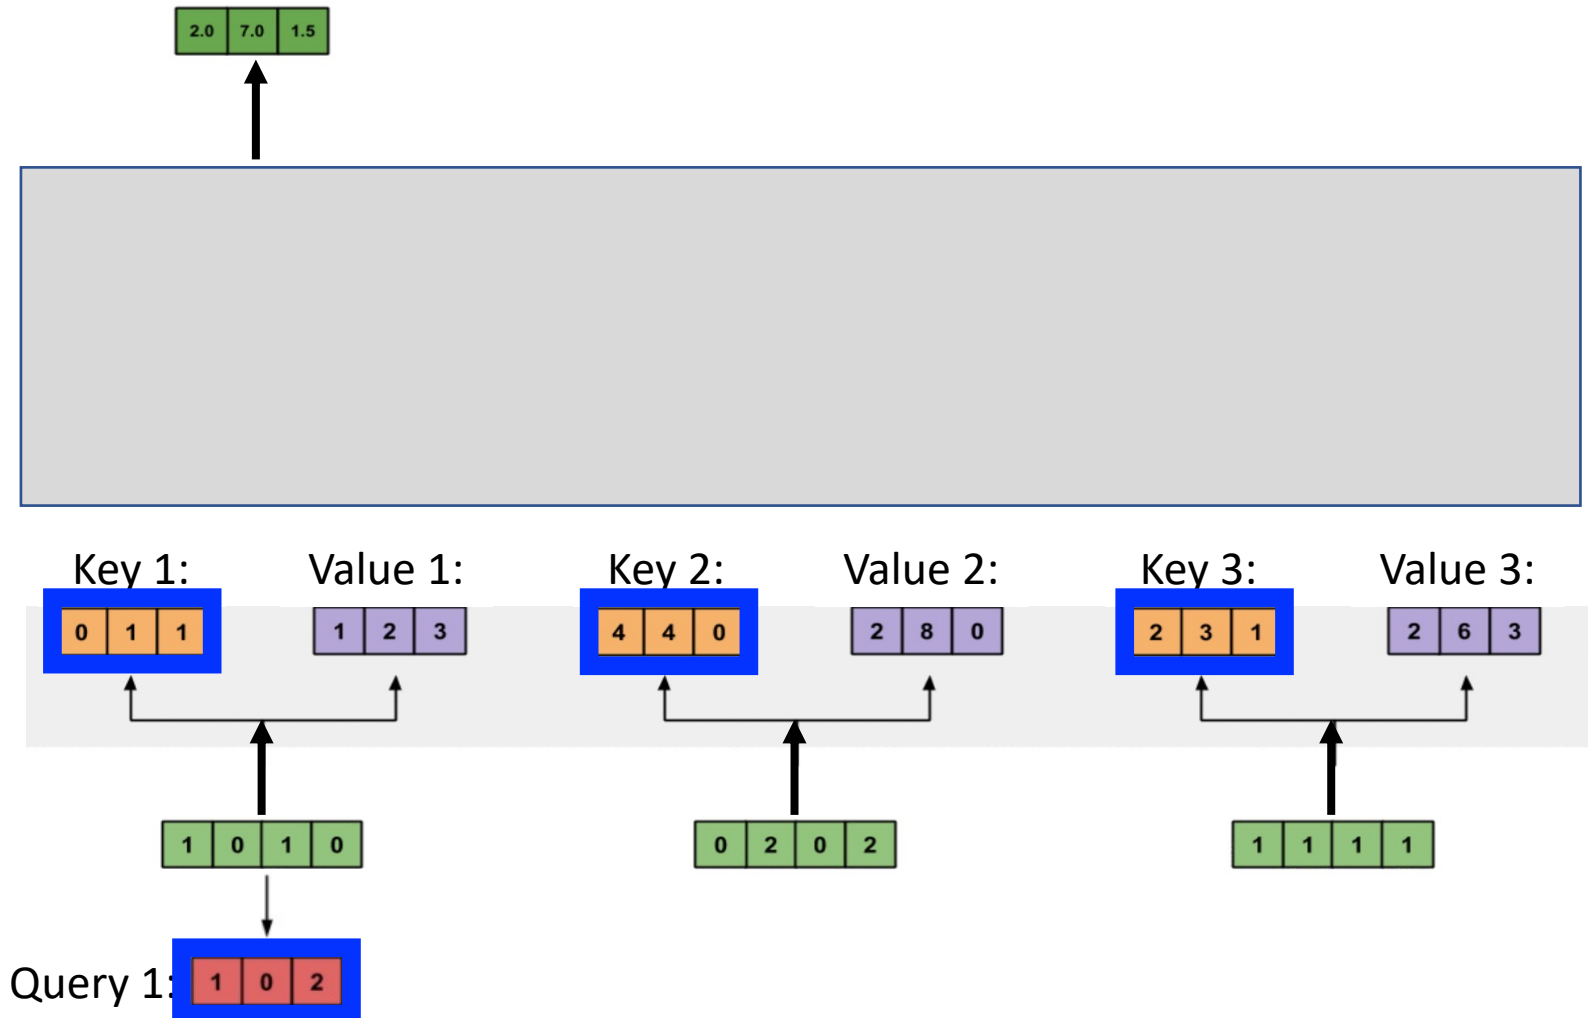 2.0 7.0 1.5
Key 1: Value 1: Key 2: Value 2: Key 3: Value 3:
0 1 1 1 2 3 4 4 0 2 8 0 2 3 1 2 6 3
1 0 1 0 0 2 0 2 1 1 1 1
Query 1: 1 0 2